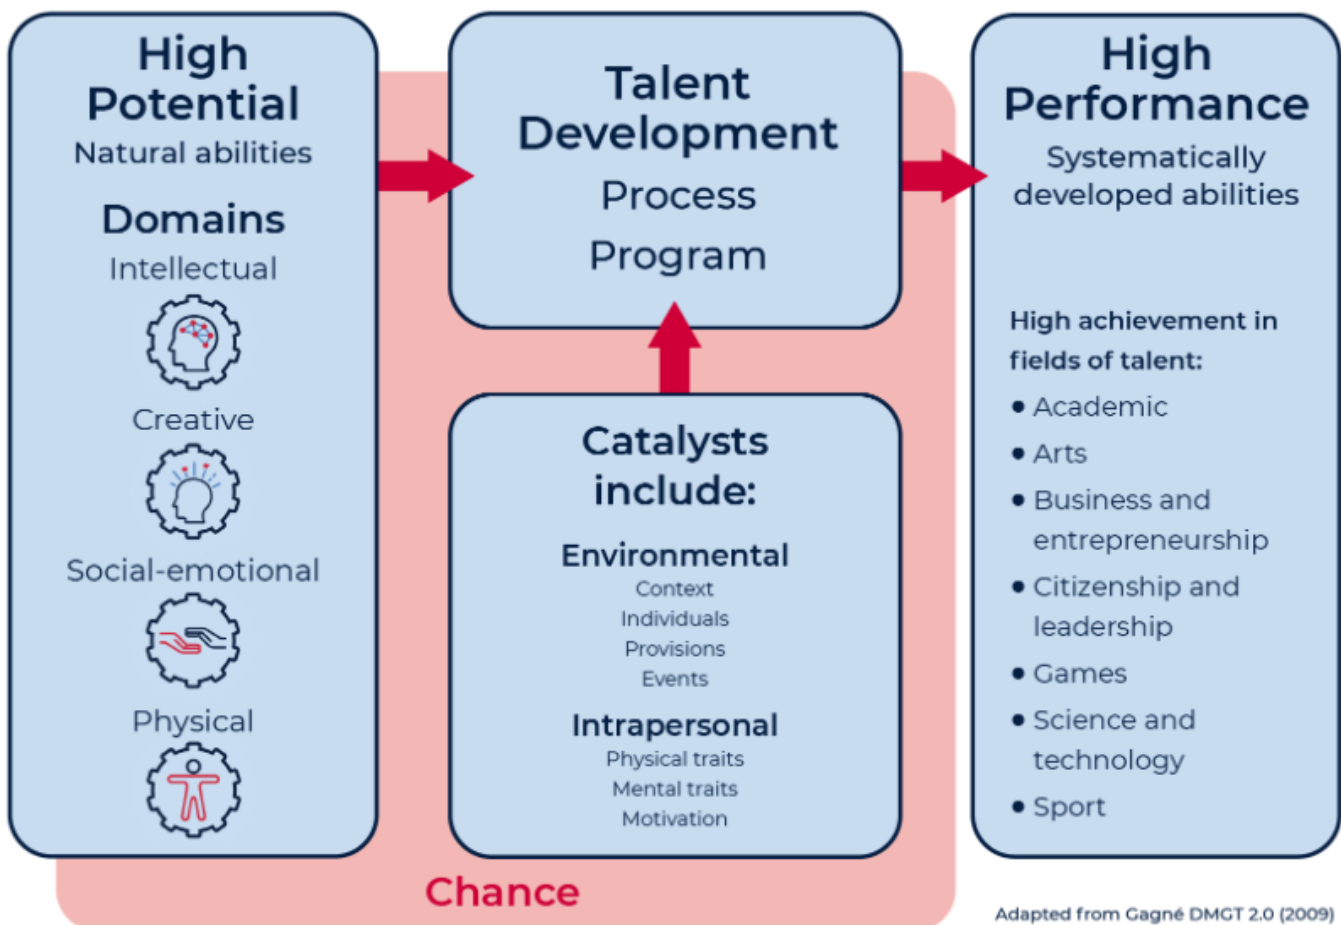 High
Potential
Natural abilities
Domains
Intellectual
Creative
Social-emotional
Physical
Talent
Development
Process
Program
Catalysts
include:
Environmental
Context
Individuals
Provisions
Events
Intrapersonal
Physical traits
Mental traits
Motivation
Chance
High
Performance
Systematically
developed abilities
High achievement in
fields of talent:
• Academic
• Arts
• Business and
entrepreneurship
• Citizenship and
leadership
• Games
• Science and
technology
• Sport
Adapted from Gagné DMGT 2.0 (2009)